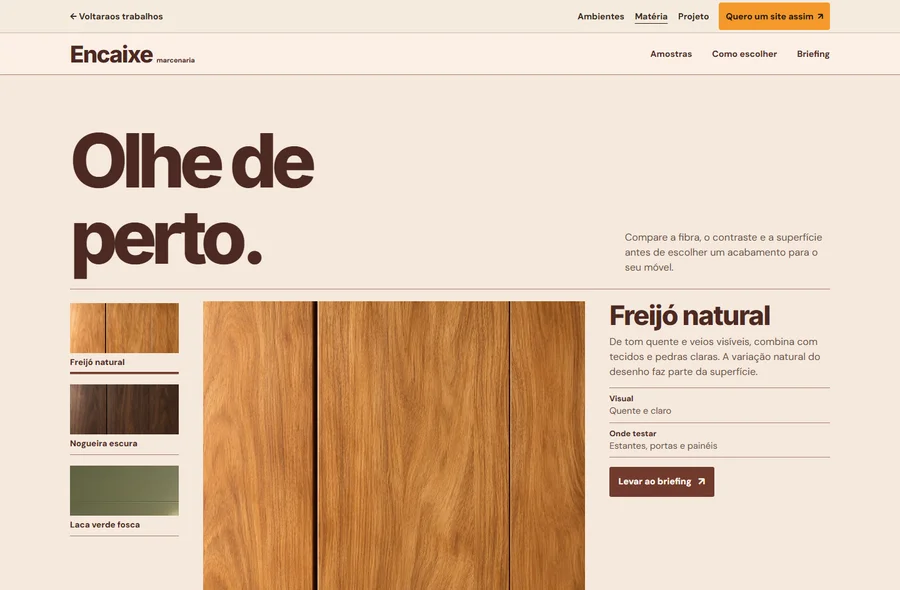 ← Voltaraos trabalhos
Ambientes Matéria Projeto Quero um site assim ↗
Encaixe marcenaria
Amostras Como escolher Briefing
Olhe de
perto.
Compare a fibra, o contraste e a superfície
antes de escolher um acabamento para o
seu móvel.
Freijó natural
Nogueira escura
Laca verde fosca
Freijó natural
De tom quente e veios visíveis, combina com
tecidos e pedras claras. A variação natural do
desenho faz parte da superfície.
Visual
Quente e claro
Onde testar
Estantes, portas e painéis
Levar ao briefing ↗